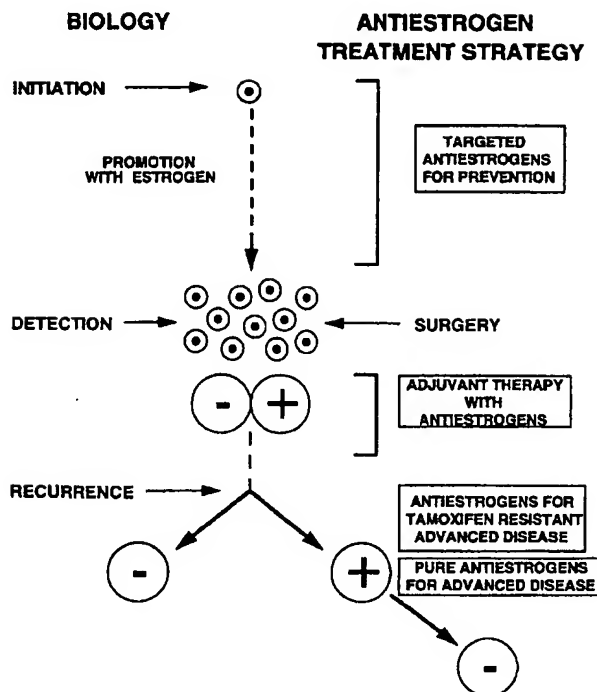 BIOLOGY
ANTIESTROGEN
TREATMENT STRATEGY
INITIATION
PROMOTION
WITH ESTROGEN
TARGETED
ANTIESTROGENS
FOR PREVENTION
DETECTION
SURGERY
- +
ADJUVANT THERAPY
WITH
ANTIESTROGENS
RECURRENCE
ANTIESTROGENS FOR
TAMOXIFEN RESISTANT
ADVANCED DISEASE
- +
PURE ANTIESTROGENS
FOR ADVANCED DISEASE
-